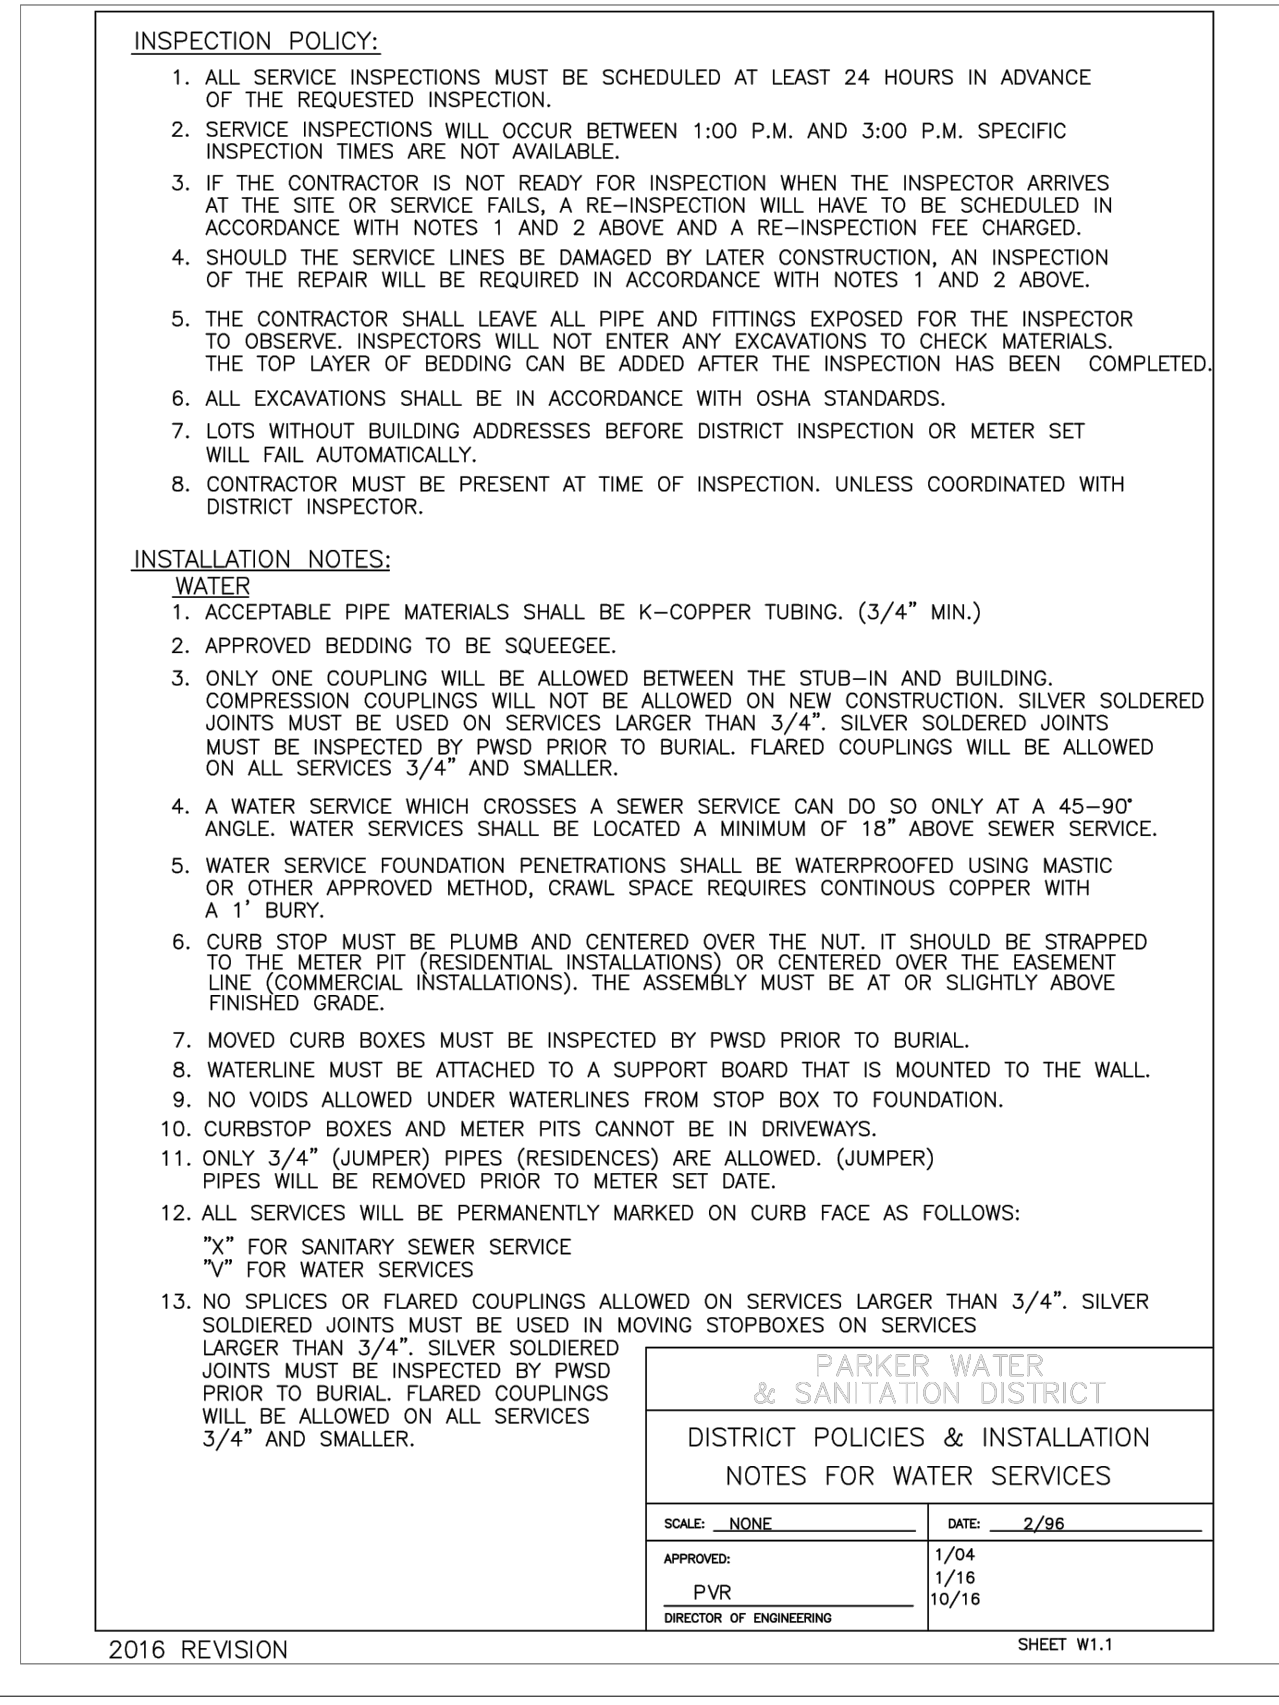 INSPECTION POLICY:
1. ALL SERVICE INSPECTIONS MUST BE SCHEDULED AT LEAST 24 HOURS IN ADVANCE
OF THE REQUESTED INSPECTION.
2. SERVICE INSPECTIONS WILL OCCUR BETWEEN 1:00 P.M. AND 3:00 P.M. SPECIFIC
INSPECTION TIMES ARE NOT AVAILABLE.
3. IF THE CONTRACTOR IS NOT READY FOR INSPECTION WHEN THE INSPECTOR ARRIVES
AT THE SITE OR SERVICE FAILS, A RE–INSPECTION WILL HAVE TO BE SCHEDULED IN
ACCORDANCE WITH NOTES 1 AND 2 ABOVE AND A RE–INSPECTION FEE CHARGED.
4. SHOULD THE SERVICE LINES BE DAMAGED BY LATER CONSTRUCTION, AN INSPECTION
OF THE REPAIR WILL BE REQUIRED IN ACCORDANCE WITH NOTES 1 AND 2 ABOVE.
5. THE CONTRACTOR SHALL LEAVE ALL PIPE AND FITTINGS EXPOSED FOR THE INSPECTOR
TO OBSERVE. INSPECTORS WILL NOT ENTER ANY EXCAVATIONS TO CHECK MATERIALS.
THE TOP LAYER OF BEDDING CAN BE ADDED AFTER THE INSPECTION HAS BEEN COMPLETED.
6. ALL EXCAVATIONS SHALL BE IN ACCORDANCE WITH OSHA STANDARDS.
7. LOTS WITHOUT BUILDING ADDRESSES BEFORE DISTRICT INSPECTION OR METER SET
WILL FAIL AUTOMATICALLY.
8. CONTRACTOR MUST BE PRESENT AT TIME OF INSPECTION. UNLESS COORDINATED WITH
DISTRICT INSPECTOR.
INSTALLATION NOTES:
WATER
1. ACCEPTABLE PIPE MATERIALS SHALL BE K–COPPER TUBING. (3/4" MIN.)
2. APPROVED BEDDING TO BE SQUEEGEE.
3. ONLY ONE COUPLING WILL BE ALLOWED BETWEEN THE STUB–IN AND BUILDING.
COMPRESSION COUPLINGS WILL NOT BE ALLOWED ON NEW CONSTRUCTION. SILVER SOLDERED
JOINTS MUST BE USED ON SERVICES LARGER THAN 3/4". SILVER SOLDERED JOINTS
MUST BE INSPECTED BY PWSD PRIOR TO BURIAL. FLARED COUPLINGS WILL BE ALLOWED
ON ALL SERVICES 3/4" AND SMALLER.
4. A WATER SERVICE WHICH CROSSES A SEWER SERVICE CAN DO SO ONLY AT A 45–90°
ANGLE. WATER SERVICES SHALL BE LOCATED A MINIMUM OF 18" ABOVE SEWER SERVICE.
5. WATER SERVICE FOUNDATION PENETRATIONS SHALL BE WATERPROOFED USING MASTIC
OR OTHER APPROVED METHOD, CRAWL SPACE REQUIRES CONTINOUS COPPER WITH
A 1' BURY.
6. CURB STOP MUST BE PLUMB AND CENTERED OVER THE NUT. IT SHOULD BE STRAPPED
TO THE METER PIT (RESIDENTIAL INSTALLATIONS) OR CENTERED OVER THE EASEMENT
LINE (COMMERCIAL INSTALLATIONS). THE ASSEMBLY MUST BE AT OR SLIGHTLY ABOVE
FINISHED GRADE.
7. MOVED CURB BOXES MUST BE INSPECTED BY PWSD PRIOR TO BURIAL.
8. WATERLINE MUST BE ATTACHED TO A SUPPORT BOARD THAT IS MOUNTED TO THE WALL.
9. NO VOIDS ALLOWED UNDER WATERLINES FROM STOP BOX TO FOUNDATION.
10. CURBSTOP BOXES AND METER PITS CANNOT BE IN DRIVEWAYS.
11. ONLY 3/4" (JUMPER) PIPES (RESIDENCES) ARE ALLOWED. (JUMPER)
PIPES WILL BE REMOVED PRIOR TO METER SET DATE.
12. ALL SERVICES WILL BE PERMANENTLY MARKED ON CURB FACE AS FOLLOWS:
"X" FOR SANITARY SEWER SERVICE
"V" FOR WATER SERVICES
13. NO SPLICES OR FLARED COUPLINGS ALLOWED ON SERVICES LARGER THAN 3/4". SILVER
SOLDIERED JOINTS MUST BE USED IN MOVING STOPBOXES ON SERVICES
LARGER THAN 3/4". SILVER SOLDIERED
JOINTS MUST BE INSPECTED BY PWSD
PRIOR TO BURIAL. FLARED COUPLINGS
WILL BE ALLOWED ON ALL SERVICES
3/4" AND SMALLER.
PARKER WATER
& SANITATION DISTRICT
DISTRICT POLICIES & INSTALLATION
NOTES FOR WATER SERVICES
SCALE: NONE
DATE: 2/96
APPROVED:
PVR
DIRECTOR OF ENGINEERING
1/04
1/16
10/16
2016 REVISION
SHEET W1.1